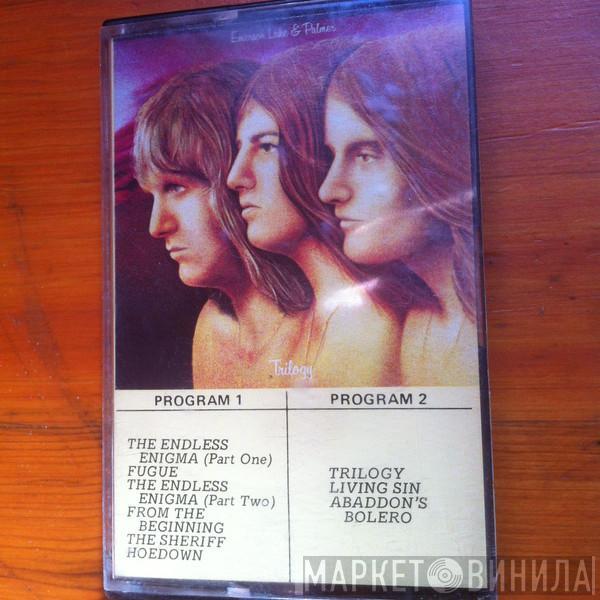 Emerson Lake & Palmer
Trilogy
PROGRAM 1
THE ENDLESS
ENIGMA (Part One)
FUGUE
THE ENDLESS
ENIGMA (Part Two)
FROM THE
BEGINNING
THE SHERIFF
HOEDOWN
PROGRAM 2
TRILOGY
LIVING SIN
ABADDON'S
BOLERO
МАРКЕТ ВИНИЛА